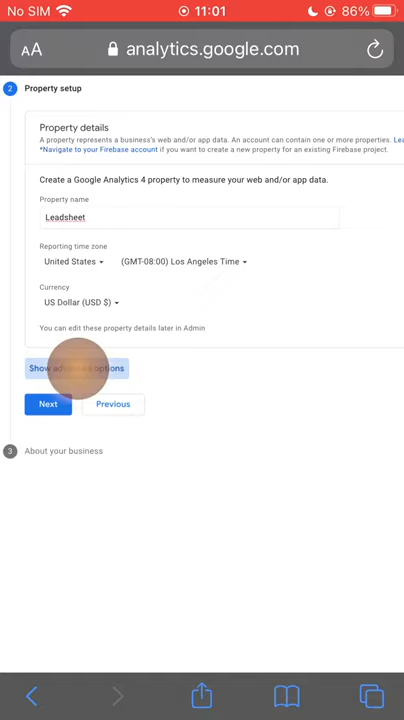 No SIM 11:01 86%
AA analytics.google.com
2 Property setup
Property details
A property represents a business's web and/or app data. An account can contain one or more properties. Lea
*Navigate to your Firebase account if you want to create a new property for an existing Firebase project.
Create a Google Analytics 4 property to measure your web and/or app data.
Property name
Leadsheet
Reporting time zone
United States (GMT-08:00) Los Angeles Time
Currency
US Dollar (USD $)
You can edit these property details later in Admin
Show advanced options
Next Previous
3 About your business